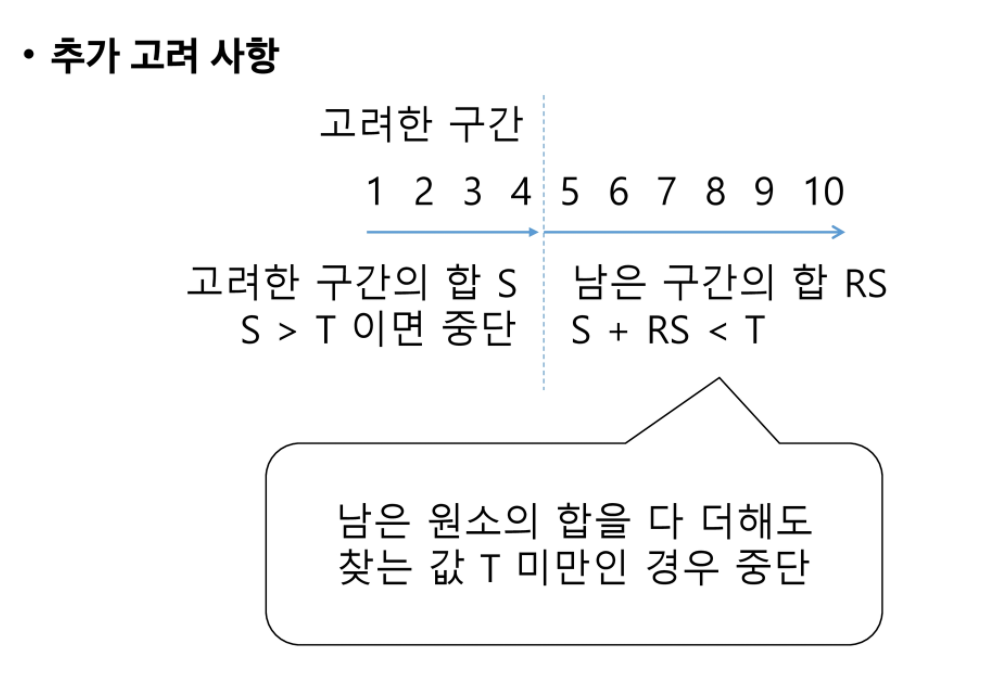 • 추가 고려 사항
고려한 구간
1 2 3 4 5 6 7 8 9 10
고려한 구간의 합 S
S > T 이면 중단
남은 구간의 합 RS
S + RS < T
남은 원소의 합을 다 더해도
찾는 값 T 미만인 경우 중단